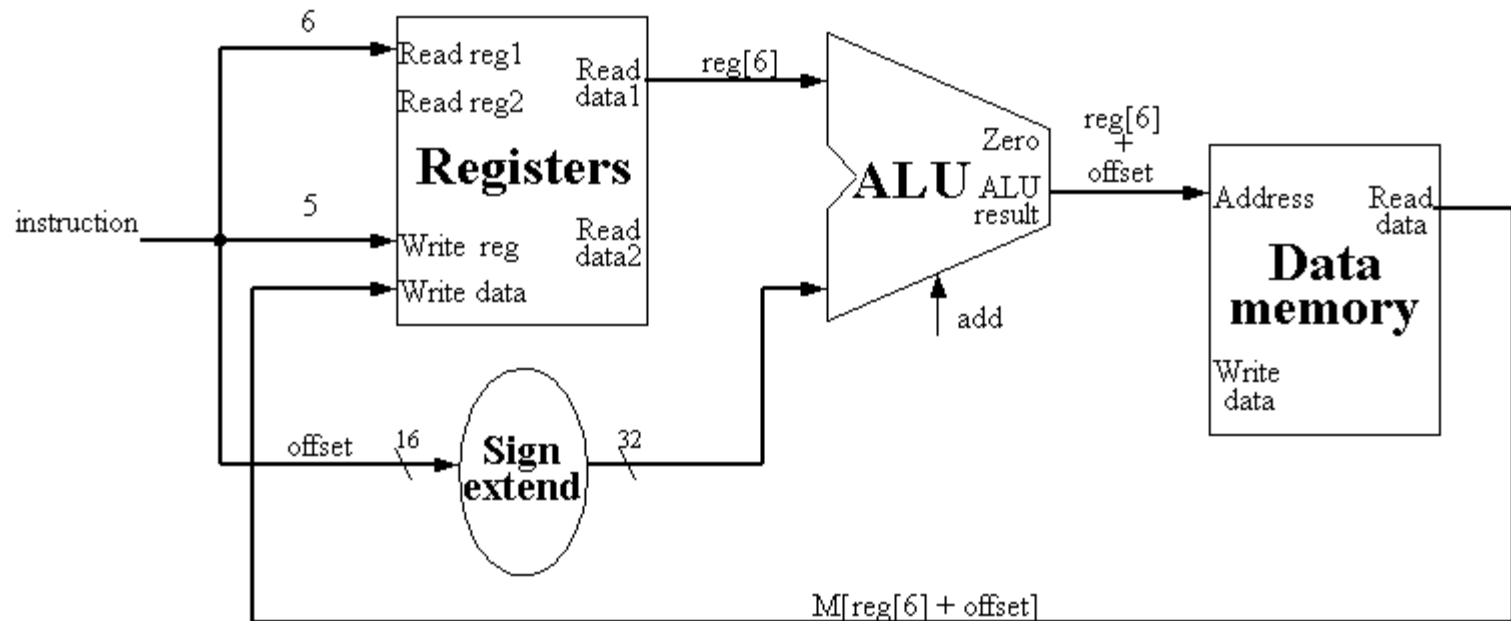 6
Read reg1
Read
data1
reg[6]
Read reg2
Registers
Zero
ALU
ALU
result
reg[6]
+
offset
instruction
5
Write reg
Read
data2
Write data
add
Address
Read
data
Data
memory
Write
data
offset
16
Sign
extend
32
M[reg[6] + offset]